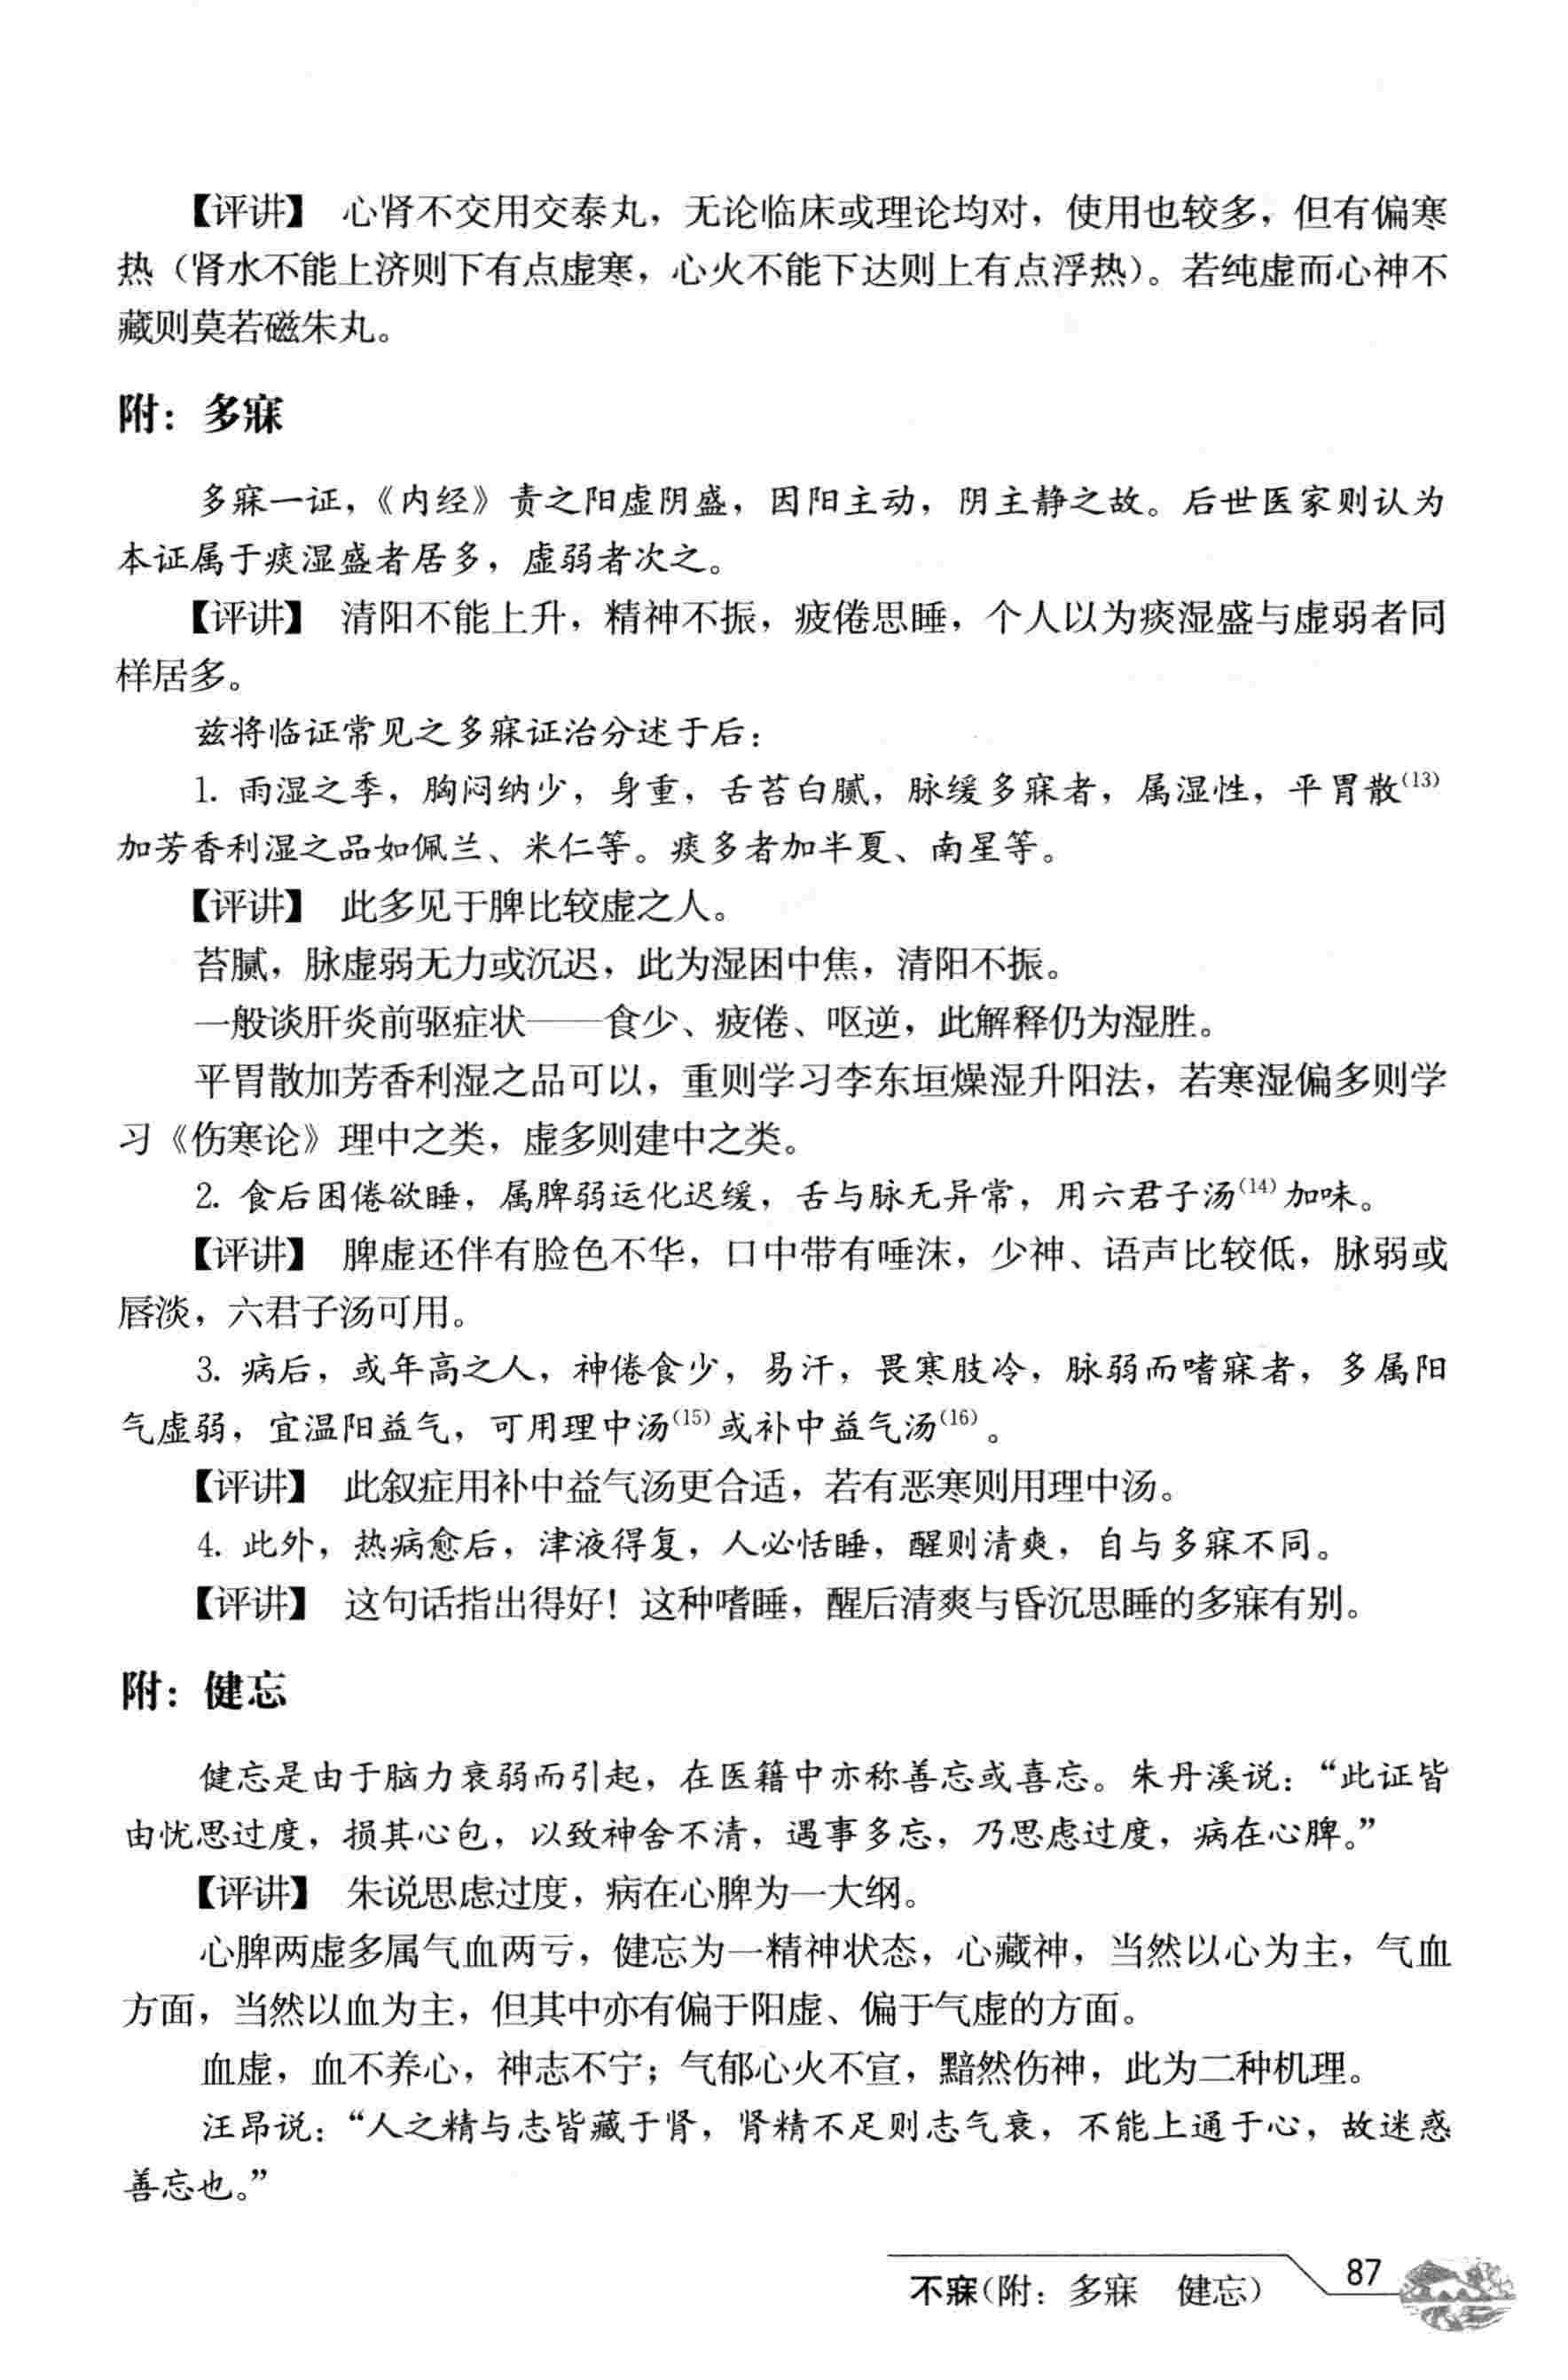 【评讲】 心肾不交用交泰丸，无论临床或理论均对，使用也较多，但有偏寒
热（肾水不能上济则下有点虚寒，心火不能下达则上有点浮热）。若纯虚而心神不
藏则莫若磁朱丸。
附：多寐
多寐一证，《内经》责之阳虚阴盛，因阳主动，阴主静之故。后世医家则认为
本证属于痰湿盛者居多，虚弱者次之。
【评讲】 清阳不能上升，精神不振，疲倦思睡，个人以为痰湿盛与虚弱者同
样居多。
兹将临证常见之多寐证治分述于后：
1. 雨湿之季，胸闷纳少，身重，舌苔白腻，脉缓多寐者，属湿性，平胃散(13)
加芳香利湿之品如佩兰、米仁等。痰多者加半夏、南星等。
【评讲】 此多见于脾比较虚之人。
苔腻，脉虚弱无力或沉迟，此为湿困中焦，清阳不振。
一般谈肝炎前驱症状——食少、疲倦、呕逆，此解释仍为湿胜。
平胃散加芳香利湿之品可以，重则学习李东垣燥湿升阳法，若寒湿偏多则学
习《伤寒论》理中之类，虚多则建中之类。
2. 食后困倦欲睡，属脾弱运化迟缓，舌与脉无异常，用六君子汤(14)加味。
【评讲】 脾虚还伴有脸色不华，口中带有唾沫，少神、语声比较低，脉弱或
唇淡，六君子汤可用。
3. 病后，或年高之人，神倦食少，易汗，畏寒肢冷，脉弱而嗜寐者，多属阳
气虚弱，宜温阳益气，可用理中汤(15)或补中益气汤(16)。
【评讲】 此叙症用补中益气汤更合适，若有恶寒则用理中汤。
4. 此外，热病愈后，津液得复，人必恬睡，醒则清爽，自与多寐不同。
【评讲】 这句话指出得好！这种嗜睡，醒后清爽与昏沉思睡的多寐有别。
附：健忘
健忘是由于脑力衰弱而引起，在医籍中亦称善忘或喜忘。朱丹溪说：“此证皆
由忧思过度，损其心包，以致神舍不清，遇事多忘，乃思虑过度，病在心脾。”
【评讲】 朱说思虑过度，病在心脾为一大纲。
心脾两虚多属气血两亏，健忘为一精神状态，心藏神，当然以心为主，气血
方面，当然以血为主，但其中亦有偏于阳虚、偏于气虚的方面。
血虚，血不养心，神志不宁；气郁心火不宣，黯然伤神，此为二种机理。
汪昂说：“人之精与志皆藏于肾，肾精不足则志气衰，不能上通于心，故迷惑
善忘也。”
不寐（附：多寐 健忘） 87